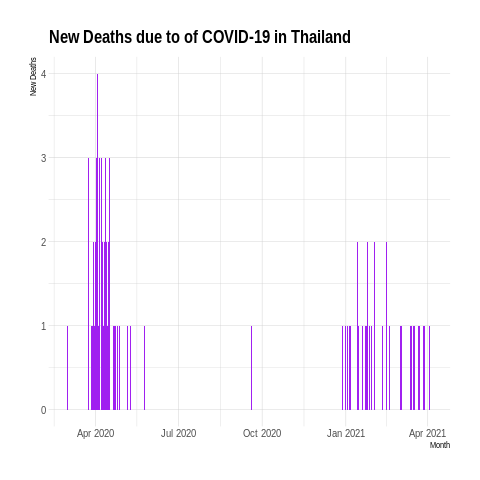 New Deaths due to of COVID-19 in Thailand
New Deaths
4
3
2
1
0
Apr 2020 Jul 2020 Oct 2020 Jan 2021 Apr 2021
Month